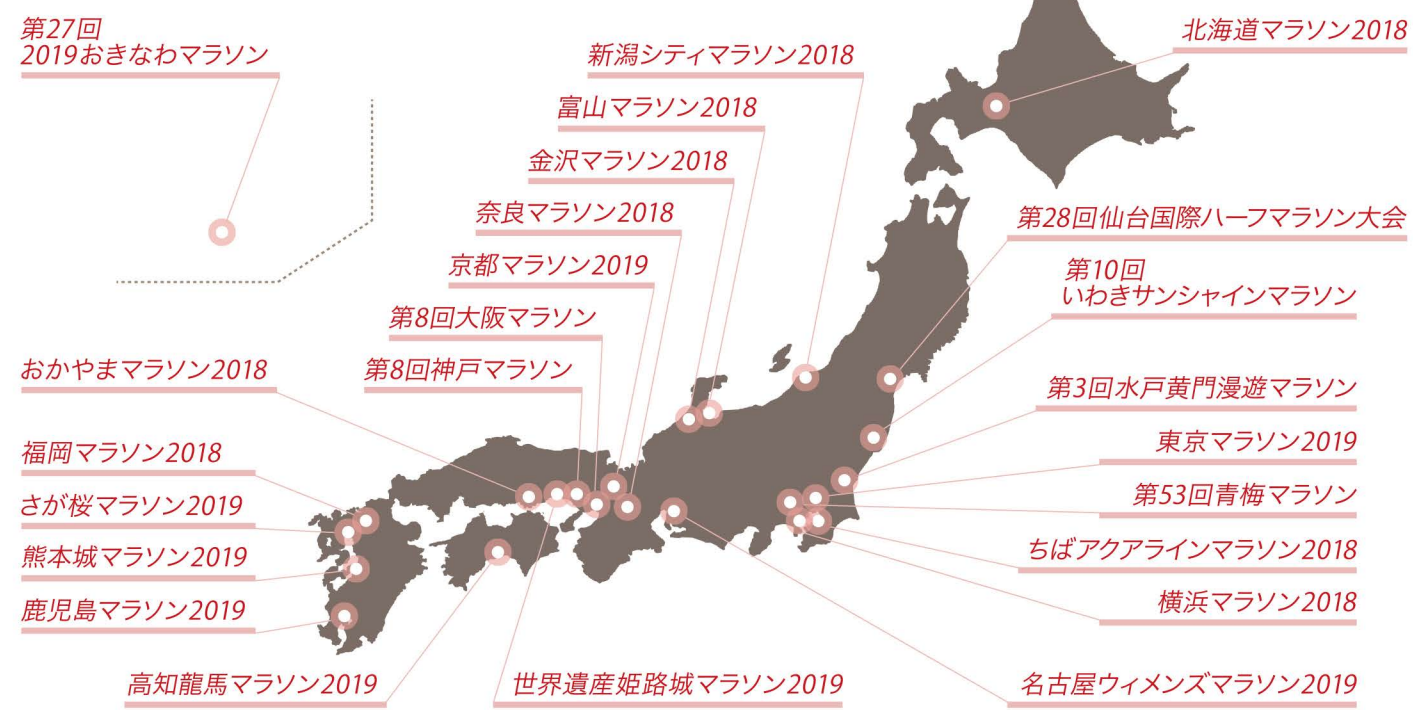 第27回
2019おきなわマラソン
新潟シティマラソン2018
富山マラソン2018
金沢マラソン2018
奈良マラソン2018
京都マラソン2019
第8回大阪マラソン
第8回神戸マラソン
おかやまマラソン2018
福岡マラソン2018
さが桜マラソン2019
熊本城マラソン2019
鹿児島マラソン2019
高知龍馬マラソン2019
世界遺産姫路城マラソン2019
北海道マラソン2018
第28回仙台国際ハーフマラソン大会
第10回
いわきサンシャインマラソン
第3回水戸黄門漫遊マラソン
東京マラソン2019
第53回青梅マラソン
ちばアクアラインマラソン2018
横浜マラソン2018
名古屋ウィメンズマラソン2019